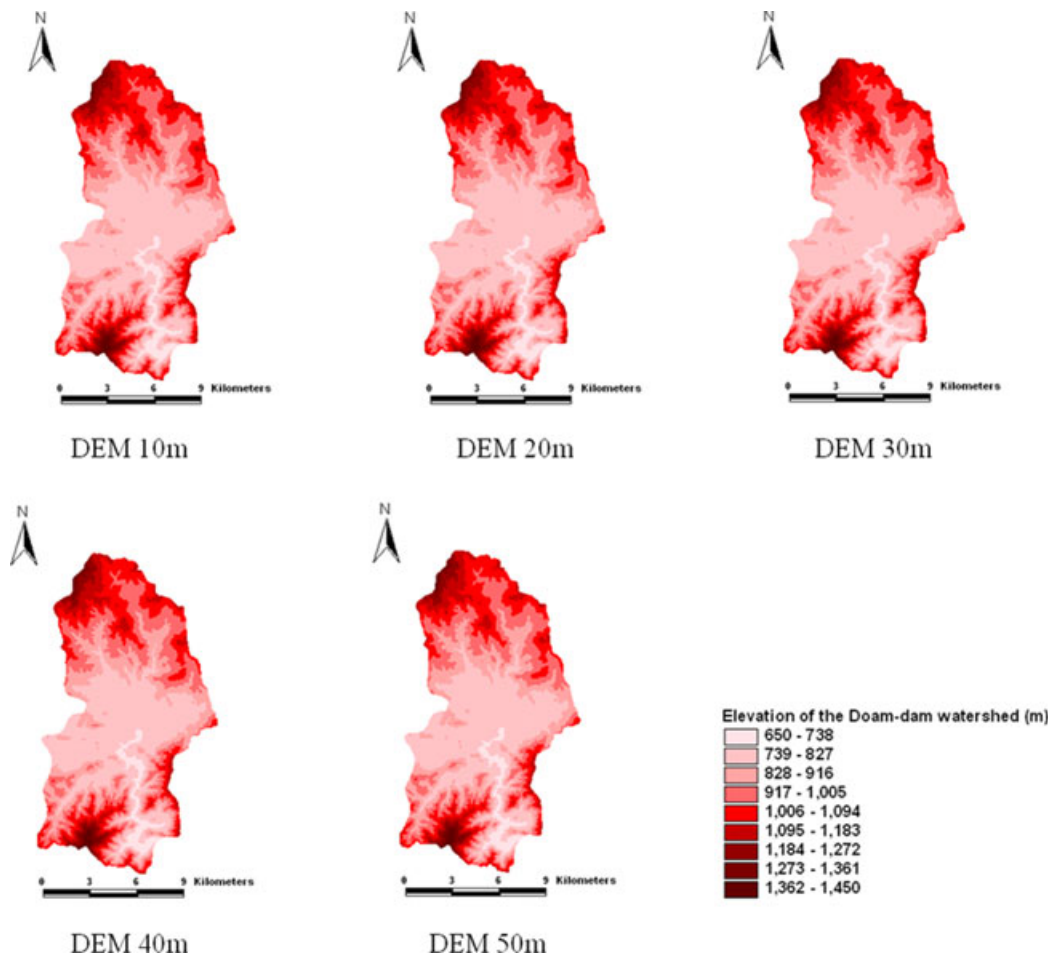 N
N
N
0 3 6 9 Kilometers
0 3 6 9 Kilometers
0 3 6 9 Kilometers
DEM 10m
DEM 20m
DEM 30m
N
N
0 3 6 9 Kilometers
0 3 6 9 Kilometers
DEM 40m
DEM 50m
Elevation of the Doam-dam watershed (m)
650 - 738
739 - 827
828 - 916
917 - 1,005
1,006 - 1,094
1,095 - 1,183
1,184 - 1,272
1,273 - 1,361
1,362 - 1,450